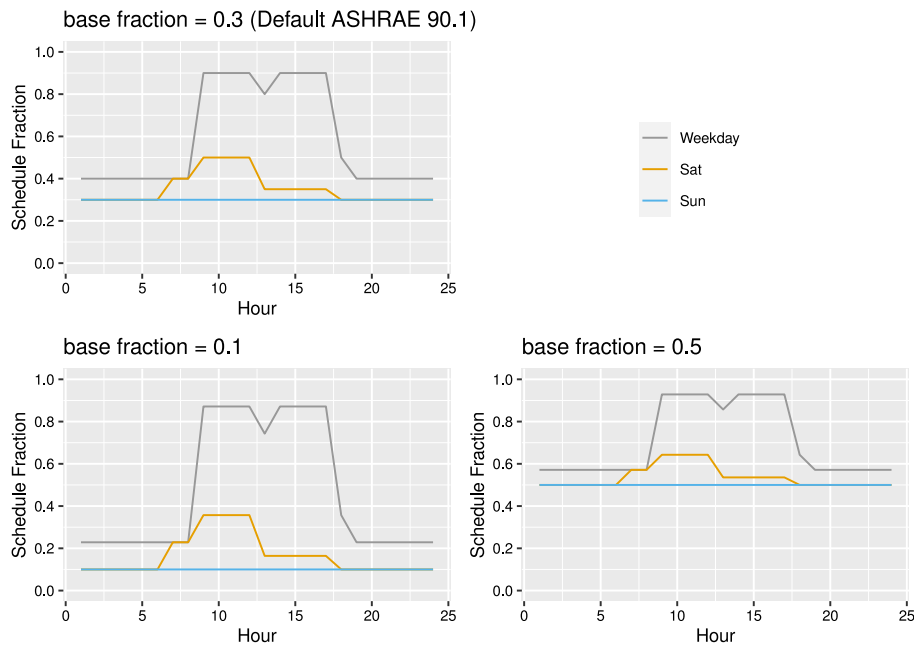 base fraction = 0.3 (Default ASHRAE 90.1)
Schedule Fraction
1.0
0.8
0.6
0.4
0.2
0.0
0 5 10 15 20 25
Hour
Weekday
Sat
Sun
base fraction = 0.1
Schedule Fraction
1.0
0.8
0.6
0.4
0.2
0.0
0 5 10 15 20 25
Hour
base fraction = 0.5
Schedule Fraction
1.0
0.8
0.6
0.4
0.2
0.0
0 5 10 15 20 25
Hour